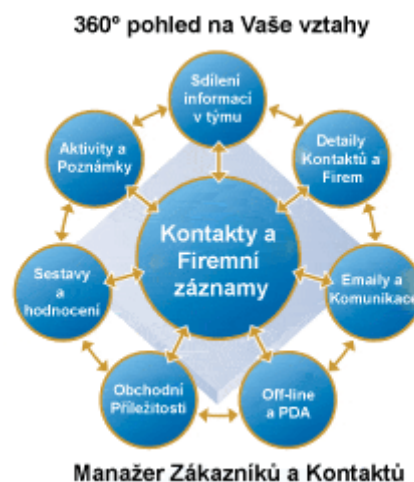 360° pohled na Vaše vztahy
Sdílení
informací
v týmu
Aktivity a
Poznámky
Detaily
Kontaktů a
Firem
Kontakty a
Firemní
záznamy
Sestavy
a
hodnocení
Emaily a
Komunikace
Obchodní
Příležitosti
Off-line
a PDA
Manažer Zákazníků a Kontaktů